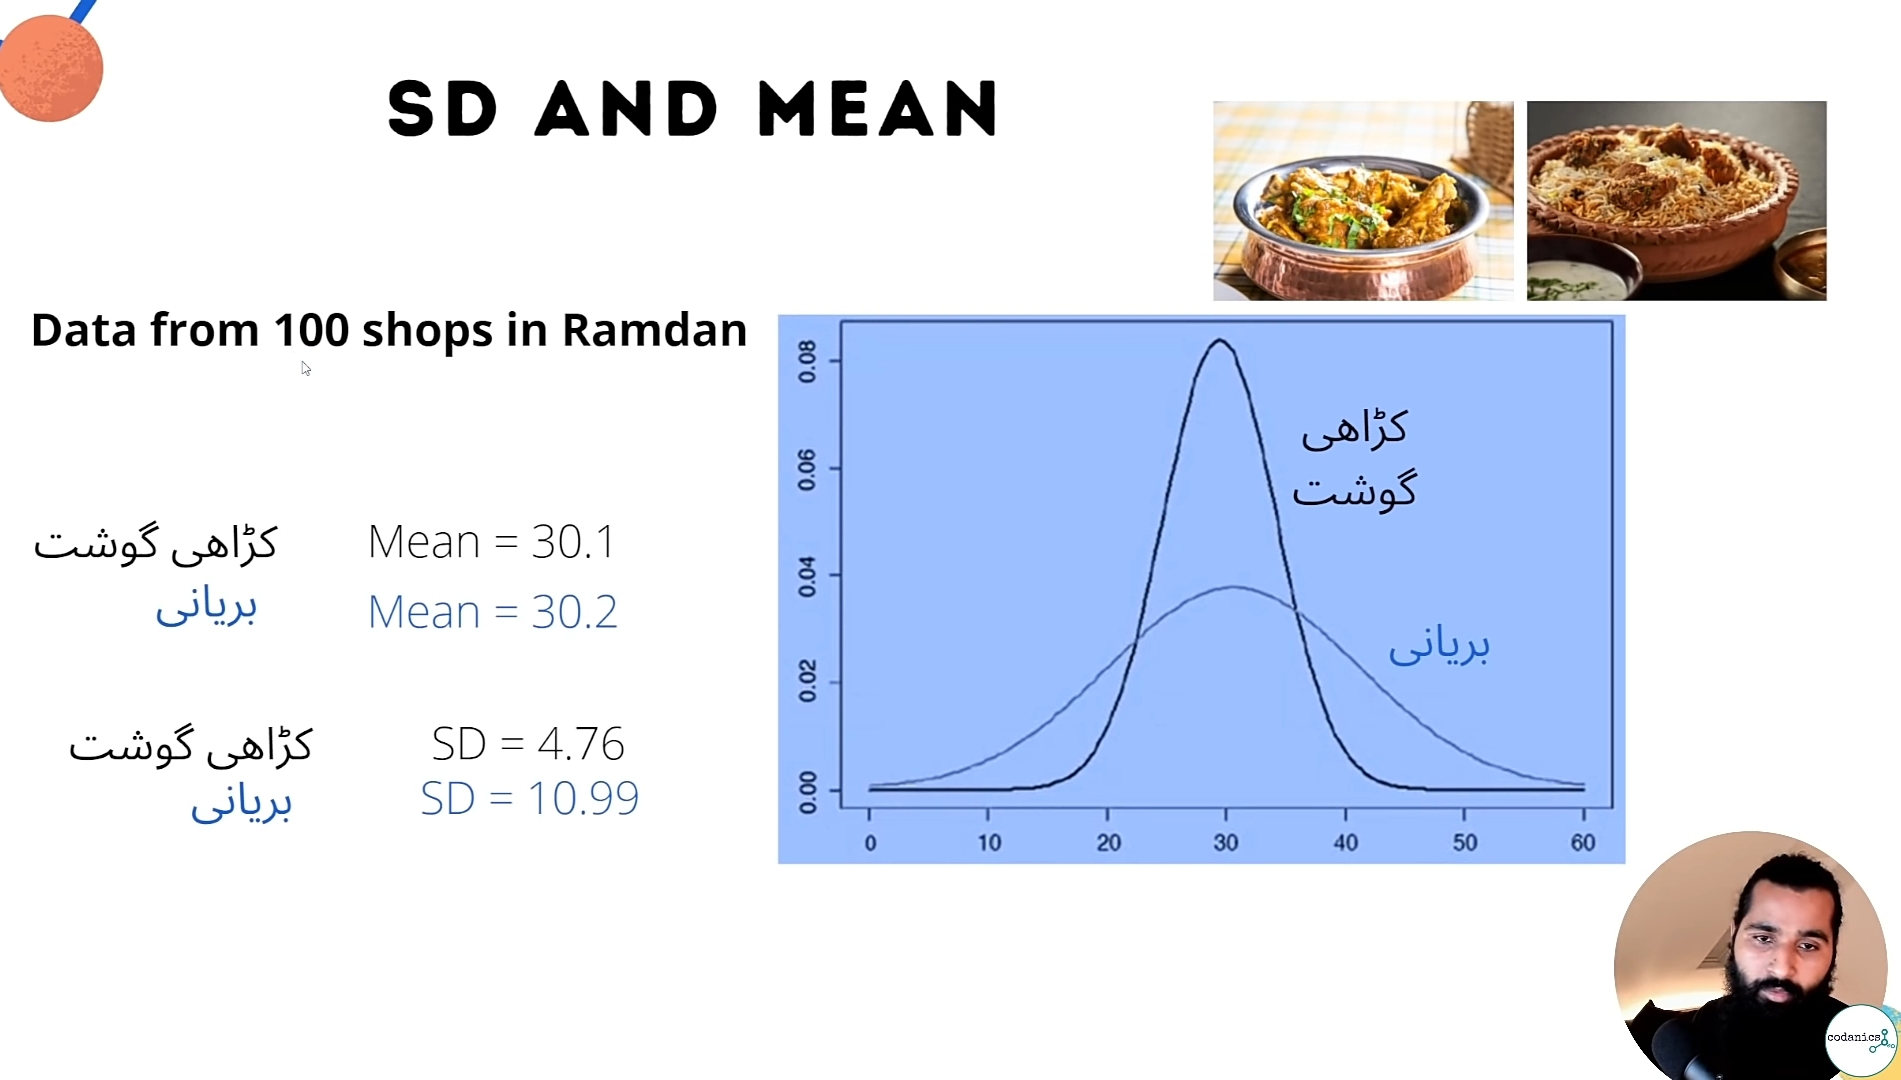 SD AND MEAN
Data from 100 shops in Ramdan
کڑاھی گوشت
Mean = 30.1
بریانی
Mean = 30.2
کڑاھی گوشت
SD = 4.76
بریانی
SD = 10.99
0.08
0.06
0.04
0.02
0.00
کڑاھی
گوشت
بریانی
0 10 20 30 40 50 60
codanics